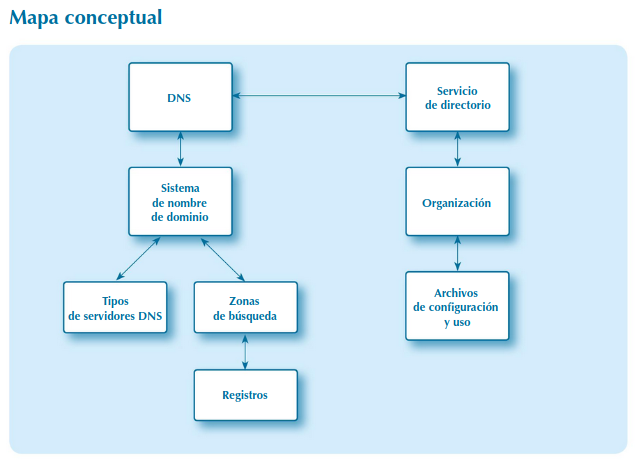 Mapa conceptual
DNS
Servicio
de directorio
Sistema
de nombre
de dominio
Organización
Tipos
de servidores DNS
Zonas
de búsqueda
Archivos
de configuración
y uso
Registros